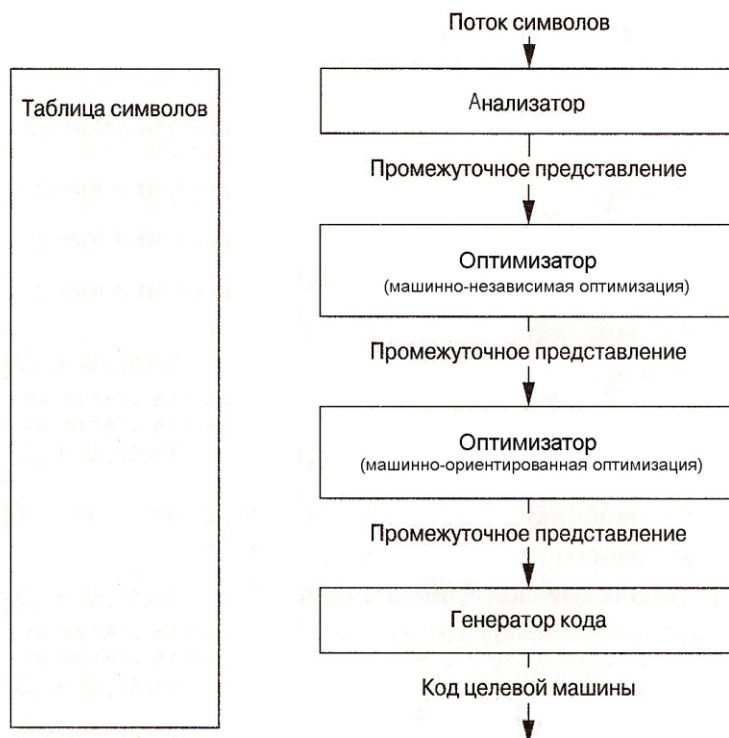 Поток символов
Таблица символов
Анализатор
Промежуточное представление
Оптимизатор
(машинно-независимая оптимизация)
Промежуточное представление
Оптимизатор
(машинно-ориентированная оптимизация)
Промежуточное представление
Генератор кода
Код целевой машины